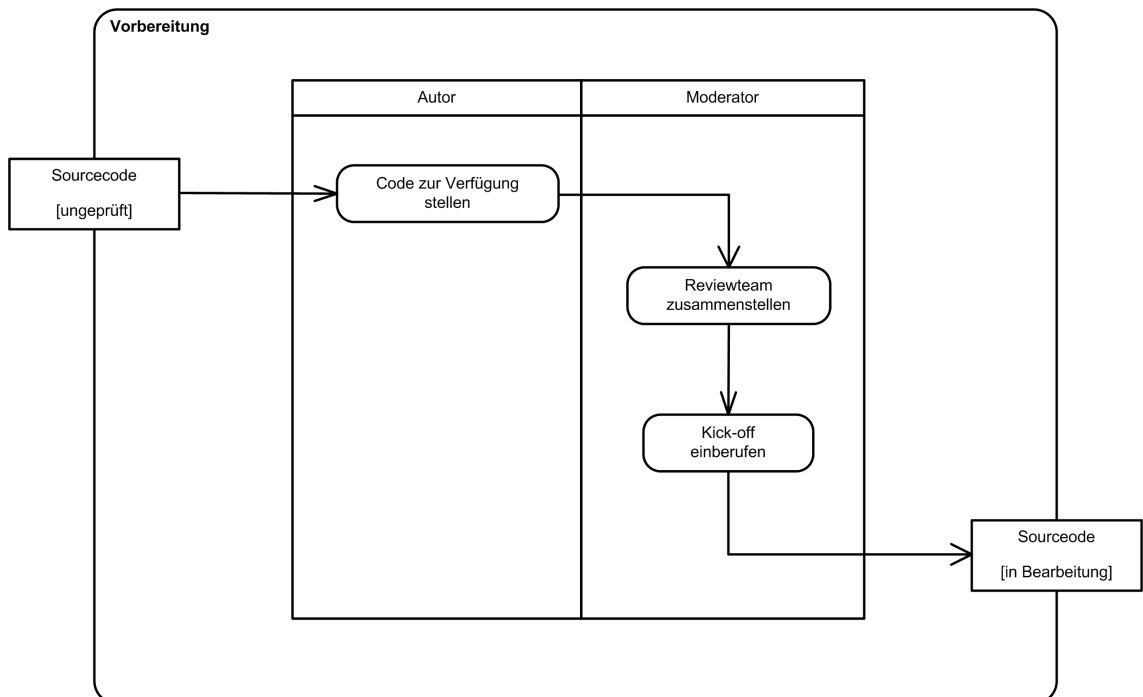 Vorbereitung
Autor
Moderator
Sourcecode
[ungeprüft]
Code zur Verfügung
stellen
Reviewteam
zusammenstellen
Kick-off
einberufen
Sourceode
[in Bearbeitung]